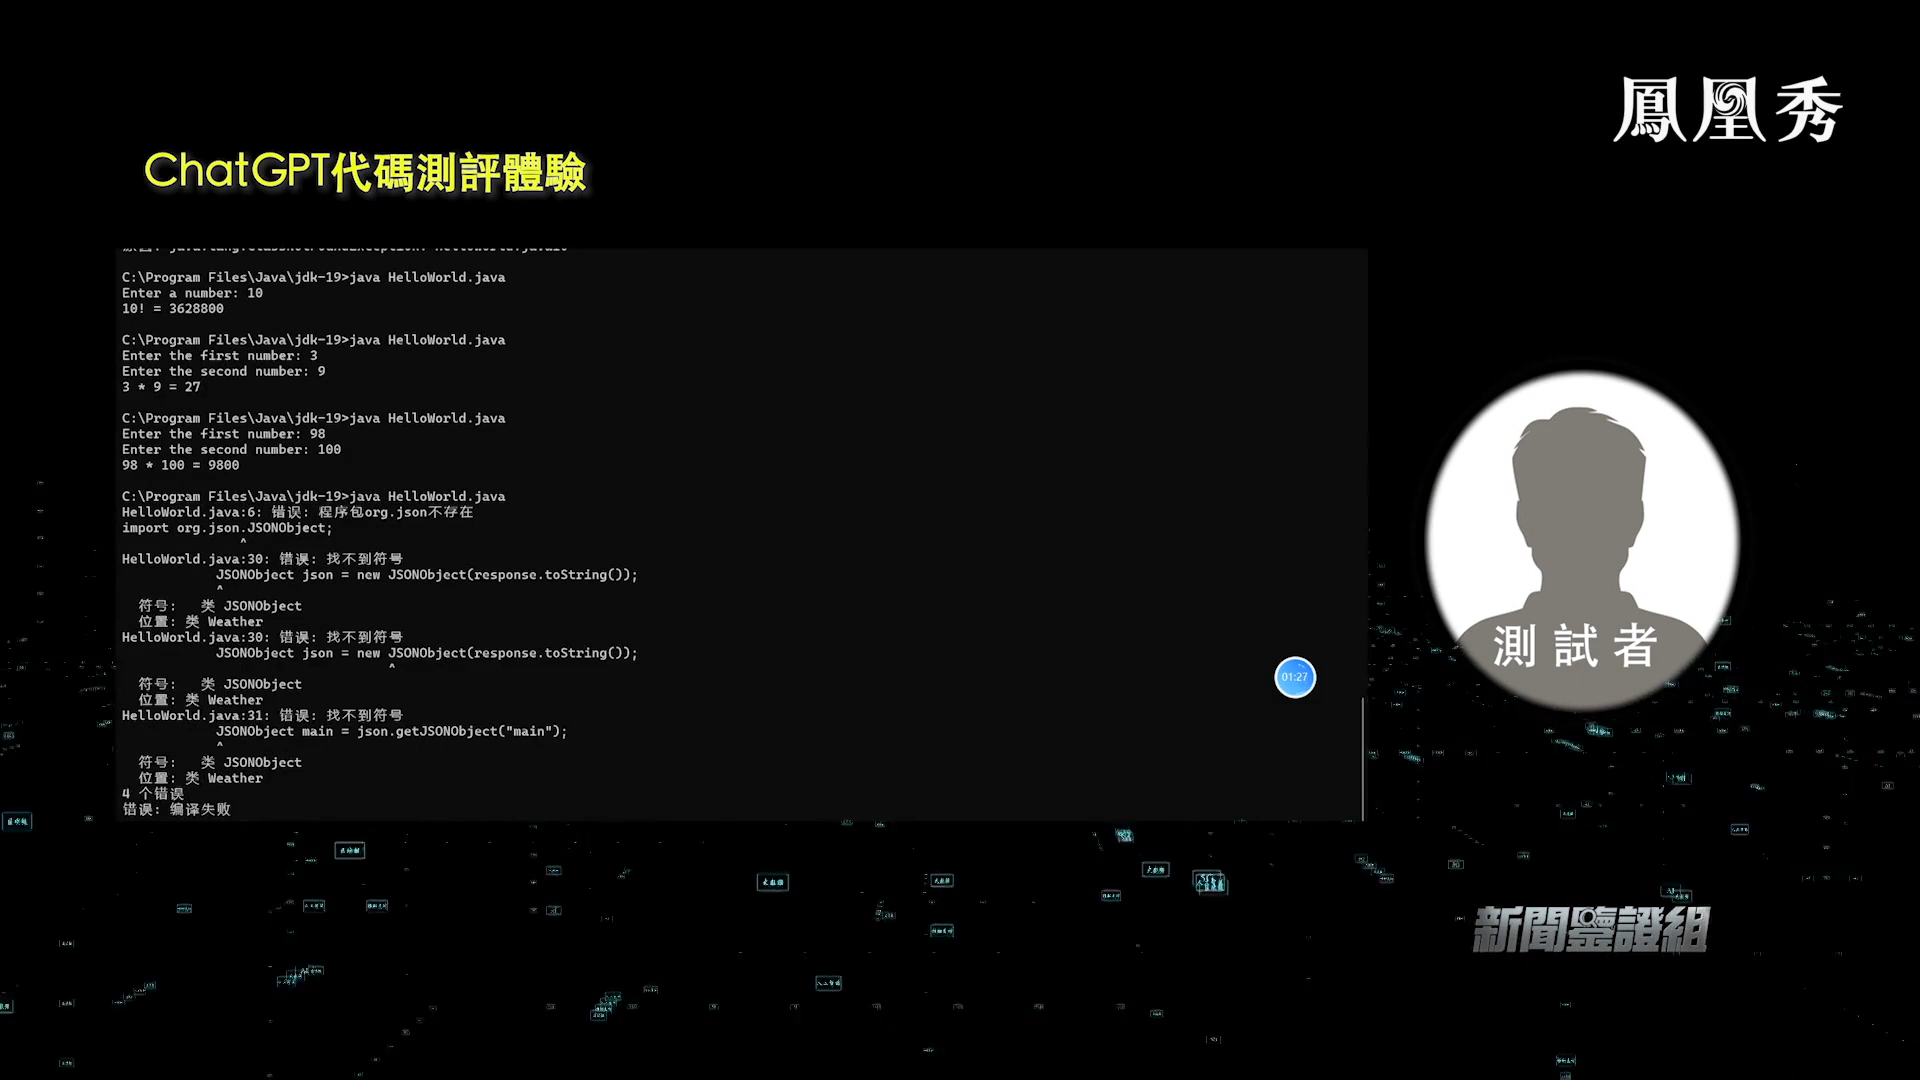 鳳凰秀
ChatGPT代碼測評體驗
C:\Program Files\Java\jdk-19>java HelloWorld.java
Enter a number: 10
10! = 3628800
C:\Program Files\Java\jdk-19>java HelloWorld.java
Enter the first number: 3
Enter the second number: 9
3 * 9 = 27
C:\Program Files\Java\jdk-19>java HelloWorld.java
Enter the first number: 98
Enter the second number: 100
98 * 100 = 9800
C:\Program Files\Java\jdk-19>java HelloWorld.java
HelloWorld.java:6: 错误: 程序包org.json不存在
import org.json.JSONObject;
^
HelloWorld.java:30: 错误: 找不到符号
JSONObject json = new JSONObject(response.toString());
^
符号: 类 JSONObject
位置: 类 Weather
HelloWorld.java:30: 错误: 找不到符号
JSONObject json = new JSONObject(response.toString());
^
符号: 类 JSONObject
位置: 类 Weather
HelloWorld.java:31: 错误: 找不到符号
JSONObject main = json.getJSONObject("main");
^
符号: 类 JSONObject
位置: 类 Weather
4 个错误
错误: 编译失败
01:27
測試者
新聞鑒證組